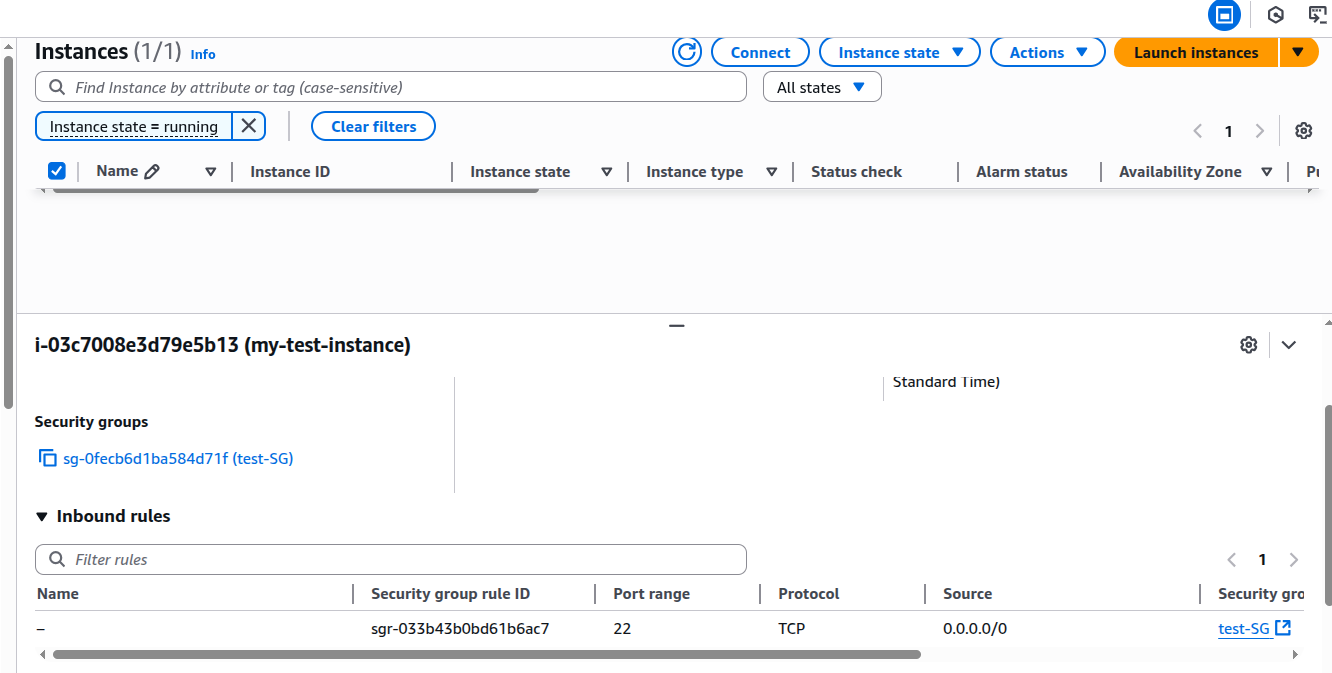 Instances (1/1) Info
Connect
Instance state
Actions
Launch instances
Find Instance by attribute or tag (case-sensitive)
All states
Instance state = running
Clear filters
1
Name
Instance ID
Instance state
Instance type
Status check
Alarm status
Availability Zone
i-03c7008e3d79e5b13 (my-test-instance)
Standard Time)
Security groups
sg-0fecb6d1ba584d71f (test-SG)
Inbound rules
Filter rules
1
Name
Security group rule ID
Port range
Protocol
Source
Security gro
–
sgr-033b43b0bd61b6ac7
22
TCP
0.0.0.0/0
test-SG